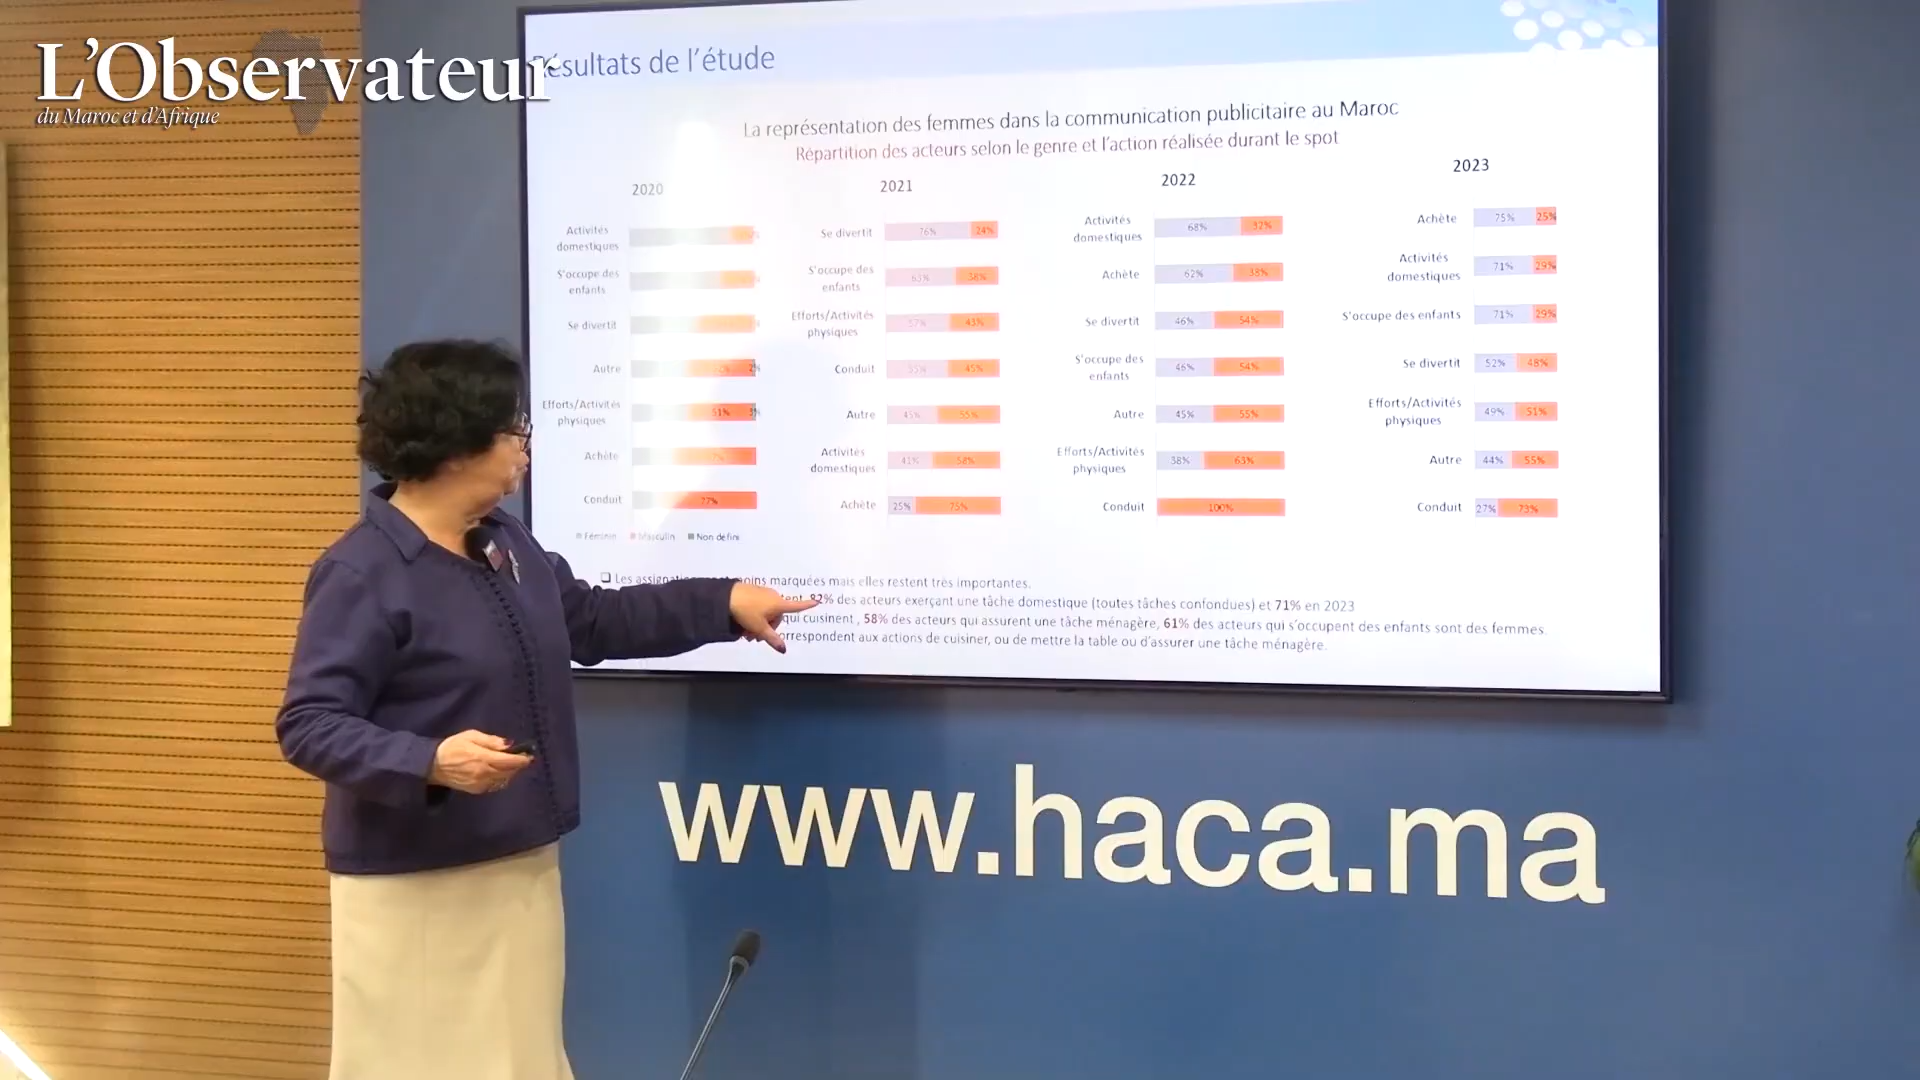 L'Observateur
du Maroc et d'Afrique
Résultats de l'étude
La représentation des femmes dans la communication publicitaire au Maroc
Répartition des acteurs selon le genre et l'action réalisée durant le spot
2020
Activités
domestiques
S'occupe des
enfants
Se divertit
Autre 2%
Efforts/Activités
physiques 51% 3%
Achète
Conduit 77%
Féminin Masculin Non défini
2021
Se divertit 76% 24%
S'occupe des
enfants 63% 38%
Efforts/Activités
physiques 57% 43%
Conduit 55% 45%
Autre 45% 55%
Activités
domestiques 41% 58%
Achète 25% 75%
2022
Activités
domestiques 68% 32%
Achète 62% 38%
Se divertit 46% 54%
S'occupe des
enfants 46% 54%
Autre 45% 55%
Efforts/Activités
physiques 38% 63%
Conduit 100%
2023
Achète 75% 25%
Activités
domestiques 71% 29%
S'occupe des enfants 71% 29%
Se divertit 52% 48%
Efforts/Activités
physiques 49% 51%
Autre 44% 55%
Conduit 27% 73%
Les marquées mais elles restent très importantes.
82% des acteurs exerçant une tâche domestique (toutes tâches confondues) et 71% en 2023
qui cuisinent, 58% des acteurs qui assurent une tâche ménagère, 61% des acteurs qui s'occupent des enfants sont des femmes.
aux actions de cuisiner, ou de mettre la table ou d'assurer une tâche ménagère.
www.haca.ma